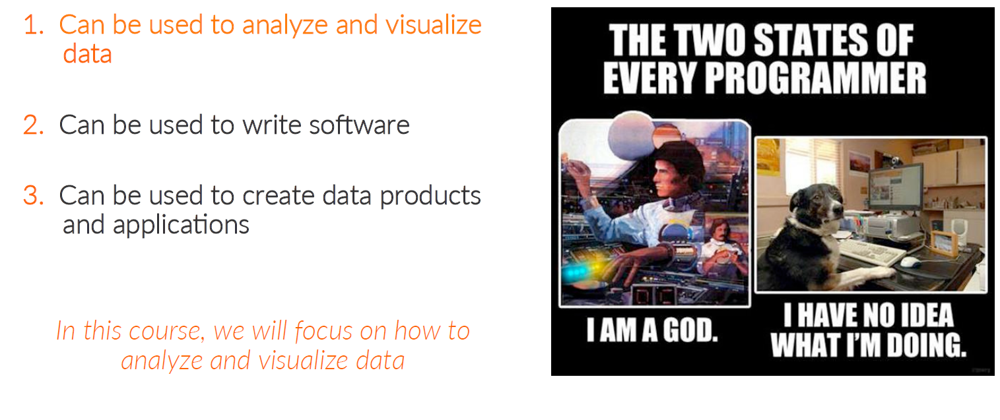 1. Can be used to analyze and visualize
data
2. Can be used to write software
3. Can be used to create data products
and applications
In this course, we will focus on how to
analyze and visualize data
THE TWO STATES OF
EVERY PROGRAMMER
I AM A GOD.
I HAVE NO IDEA
WHAT I'M DOING.